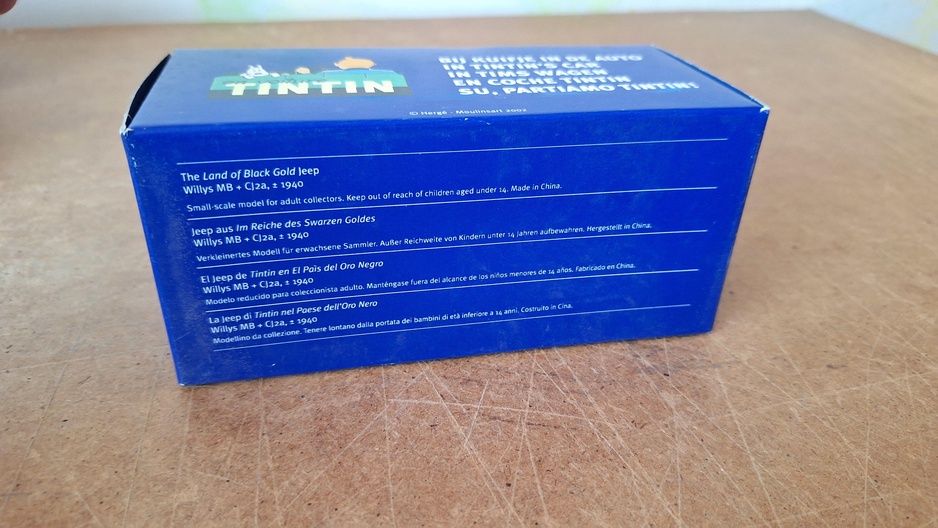 TINTIN
BIJ KUIFJE IN DE AUTO
IN TINTIN'S CAR
IN TIMS WAGEN
EN COCHE TINTIN
SU, PARTIAMO TINTIN!
© Hergé - Moulinsart 2002
The Land of Black Gold Jeep
Willys MB + CJ2a, ± 1940
Small-scale model for adult collectors. Keep out of reach of children aged under 14. Made in China.
Jeep aus Im Reiche des Swarzen Goldes
Willys MB + CJ2a, ± 1940
Verkleinertes Modell für erwachsene Sammler. Außer Reichweite von Kindern unter 14 Jahren aufbewahren. Hergestellt in China.
El Jeep de Tintin en El Pais del Oro Negro
Willys MB + CJ2a, ± 1940
Modelo reducido para coleccionista adulto. Manténgase fuera del alcance de los niños menores de 14 años. Fabricado en China.
La Jeep di Tintin nel Paese dell'Oro Nero
Willys MB + CJ2a, ± 1940
Modellino da collezione. Tenere lontano dalla portata dei bambini di età inferiore a 14 anni. Costruito in Cina.